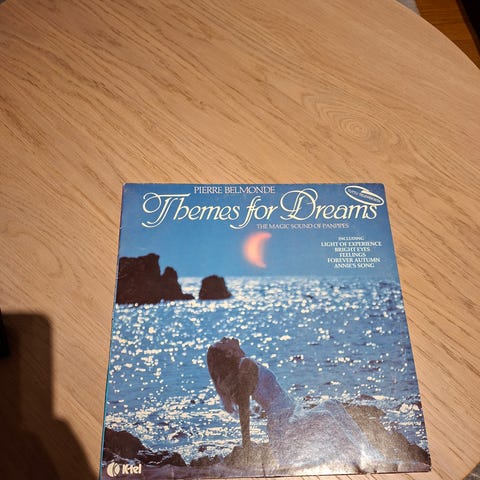 PIERRE BELMONDE
Themes for Dreams
THE MAGIC SOUND OF PANPIPES
INCLUDING
LIGHT OF EXPERIENCE
BRIGHT EYES
FEELINGS
FOREVER AUTUMN
ANNIE'S SONG
K-tel